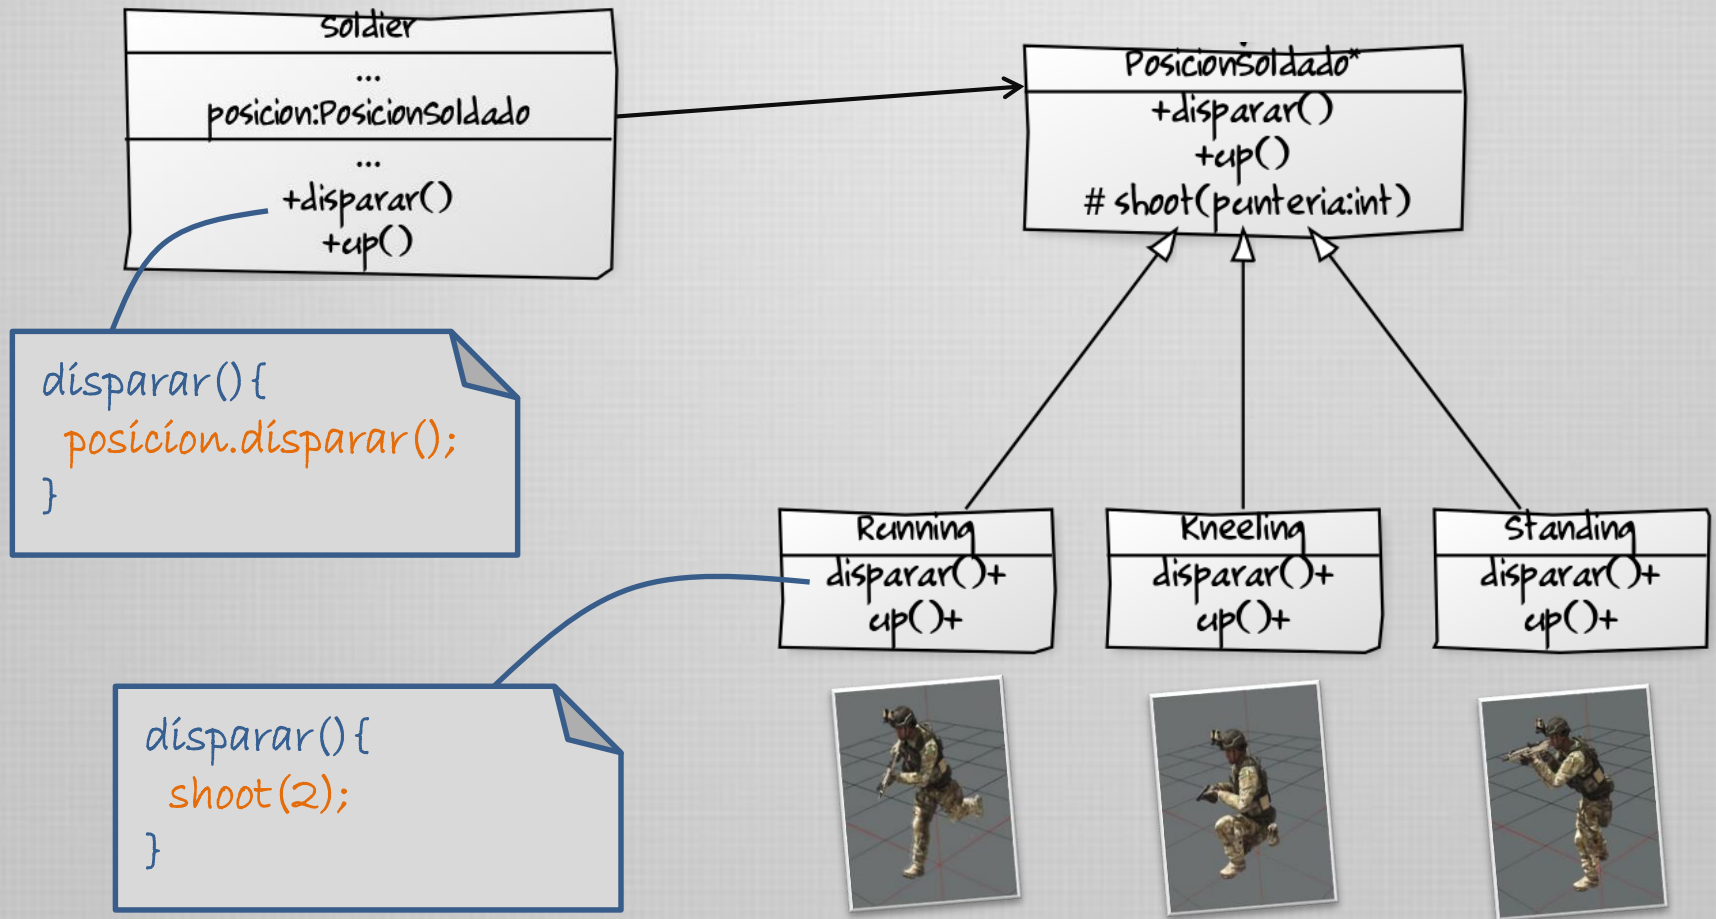 Soldier
...
posicion:PosicionSoldado
...
+disparar()
+up()
PosicionSoldado*
+disparar()
+up()
# shoot(punteria:int)
disparar(){
posicion.disparar();
}
Running
disparar()+
up()+
Kneeling
disparar()+
up()+
Standing
disparar()+
up()+
disparar(){
shoot(2);
}